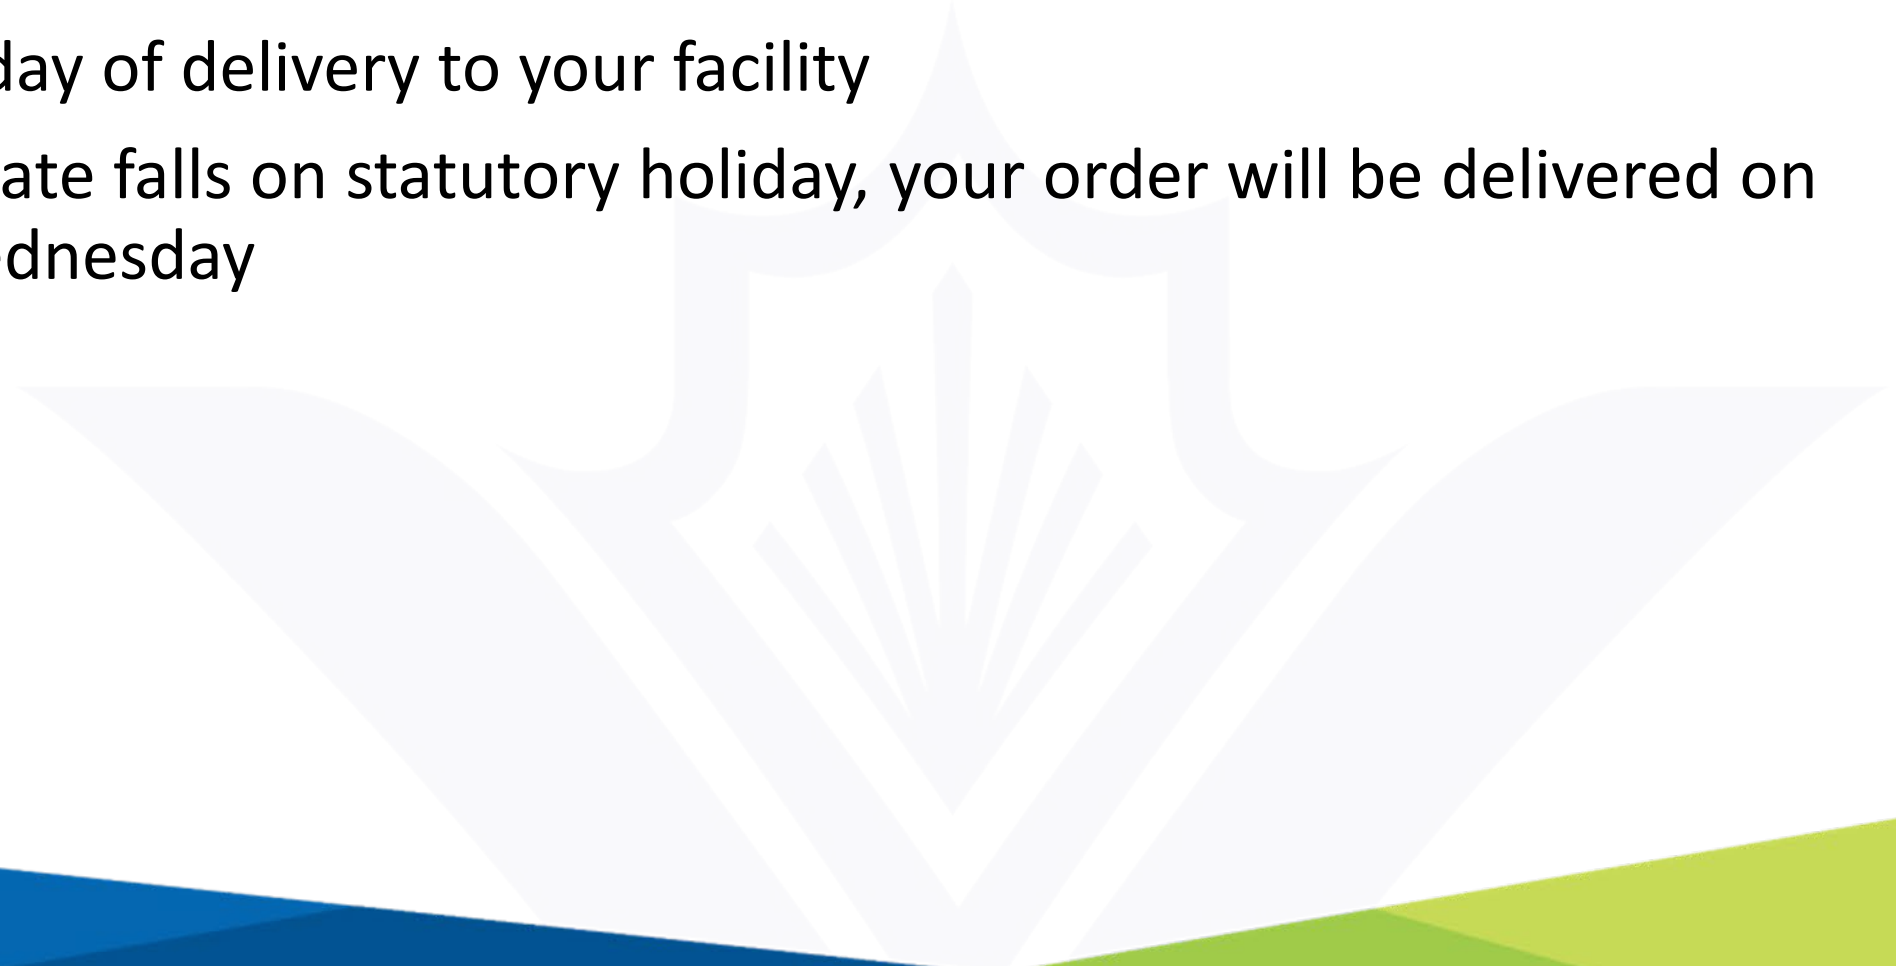 day of delivery to your facility
ate falls on statutory holiday, your order will be delivered on
dnesday